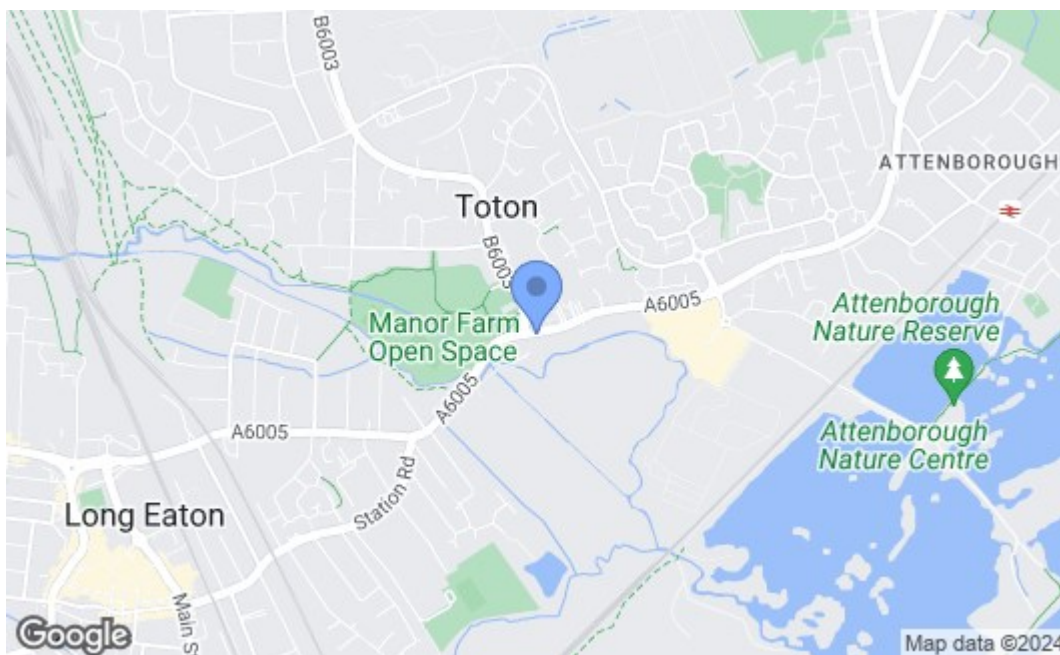 B6003
ATTENBOROUGH
Toton
B6003
A6005
Manor Farm
Open Space
Attenborough
Nature Reserve
A6005
A6005
Attenborough
Nature Centre
Station Rd
Long Eaton
Main S
Google
Map data ©2024